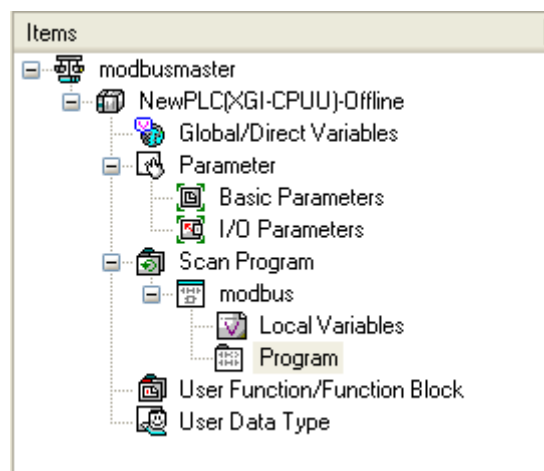 Items
modbusmaster
NewPLC(XGI-CPUU)-Offline
Global/Direct Variables
Parameter
Basic Parameters
I/O Parameters
Scan Program
modbus
Local Variables
Program
User Function/Function Block
User Data Type